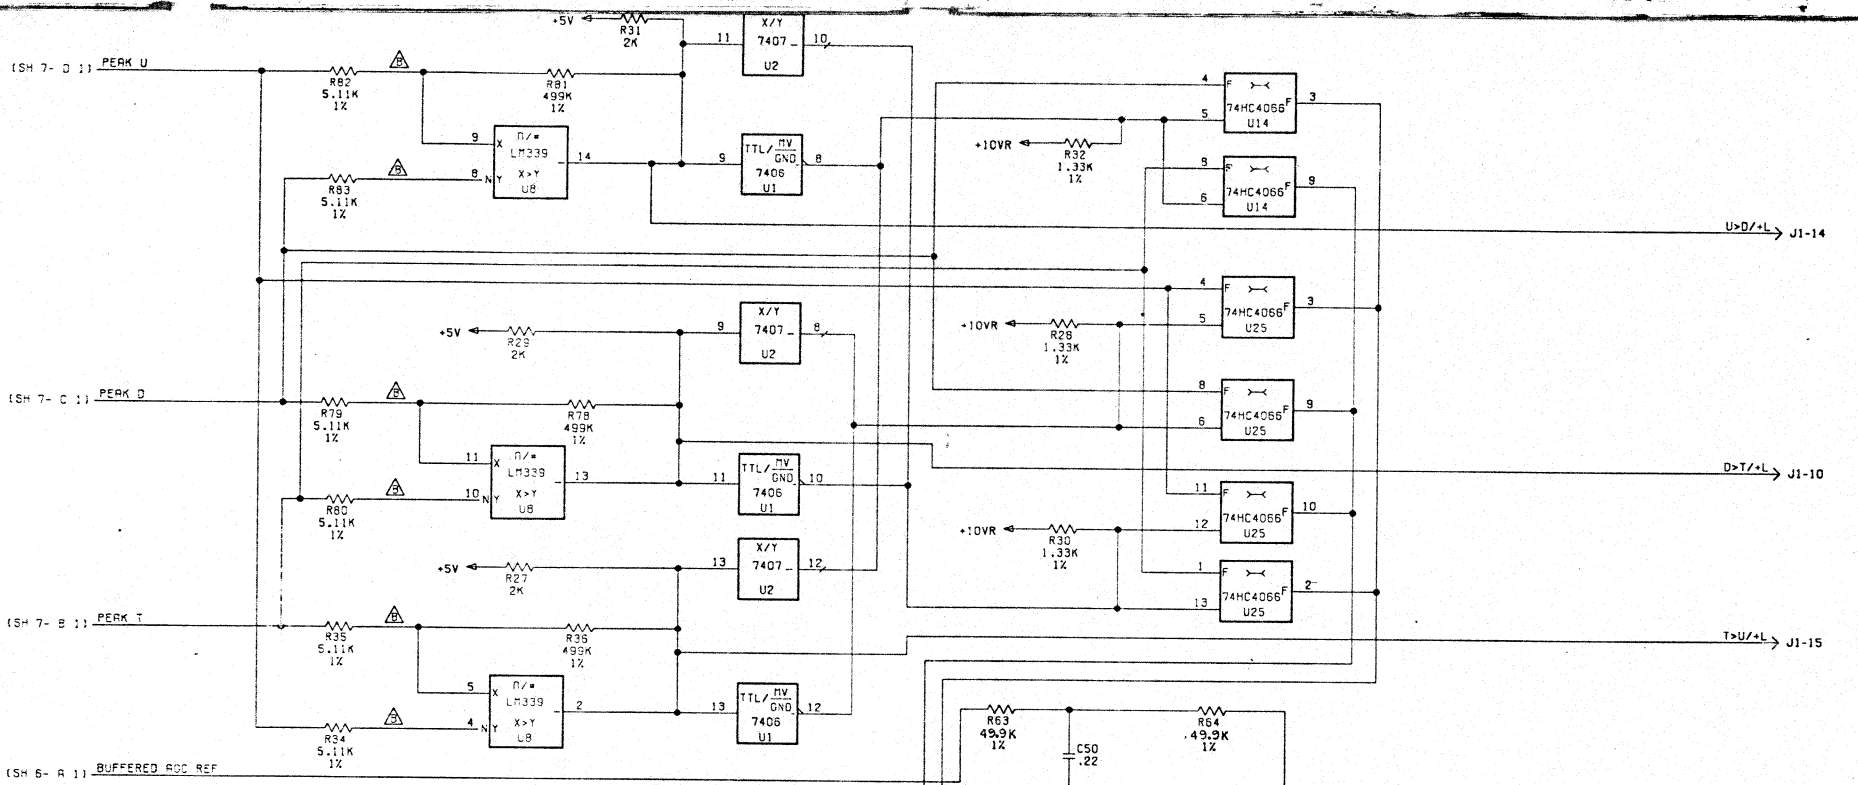 +5V
R31
2K
11
X/Y
7407
U2
10
(SH 7- D 1) PEAK U
R82
5.11K
1%
B
R81
499K
1%
9
X
Π/*
LM339
X>Y
U8
14
8
N Y
R83
5.11K
1%
B
9
TTL/MV
GND
7406
U1
8
+10VR
R32
1.33K
1%
4
F
74HC4066
F
U14
3
5
F
74HC4066
F
U14
9
6
U>D/+L
J1-14
+5V
R29
2K
9
X/Y
7407
U2
8
+10VR
R28
1.33K
1%
4
F
74HC4066
F
U25
3
5
(SH 7- C 1) PEAK D
R79
5.11K
1%
B
R78
499K
1%
8
F
74HC4066
F
U25
9
6
11
X
Π/*
LM339
X>Y
U8
13
10
N Y
R80
5.11K
1%
B
11
TTL/MV
GND
7406
U1
10
D>T/+L
J1-10
11
F
74HC4066
F
U25
10
12
+10VR
R30
1.33K
1%
+5V
R27
2K
13
X/Y
7407
U2
12
1
F
74HC4066
F
U25
2
13
(SH 7- B 1) PEAK T
R35
5.11K
1%
B
R36
499K
1%
T>U/+L
J1-15
5
X
Π/*
LM339
X>Y
U8
2
4
N Y
R34
5.11K
1%
B
13
TTL/MV
GND
7406
U1
12
R63
49.9K
1%
R64
49.9K
1%
C50
.22
(SH 6- A 1) BUFFERED AGC REF